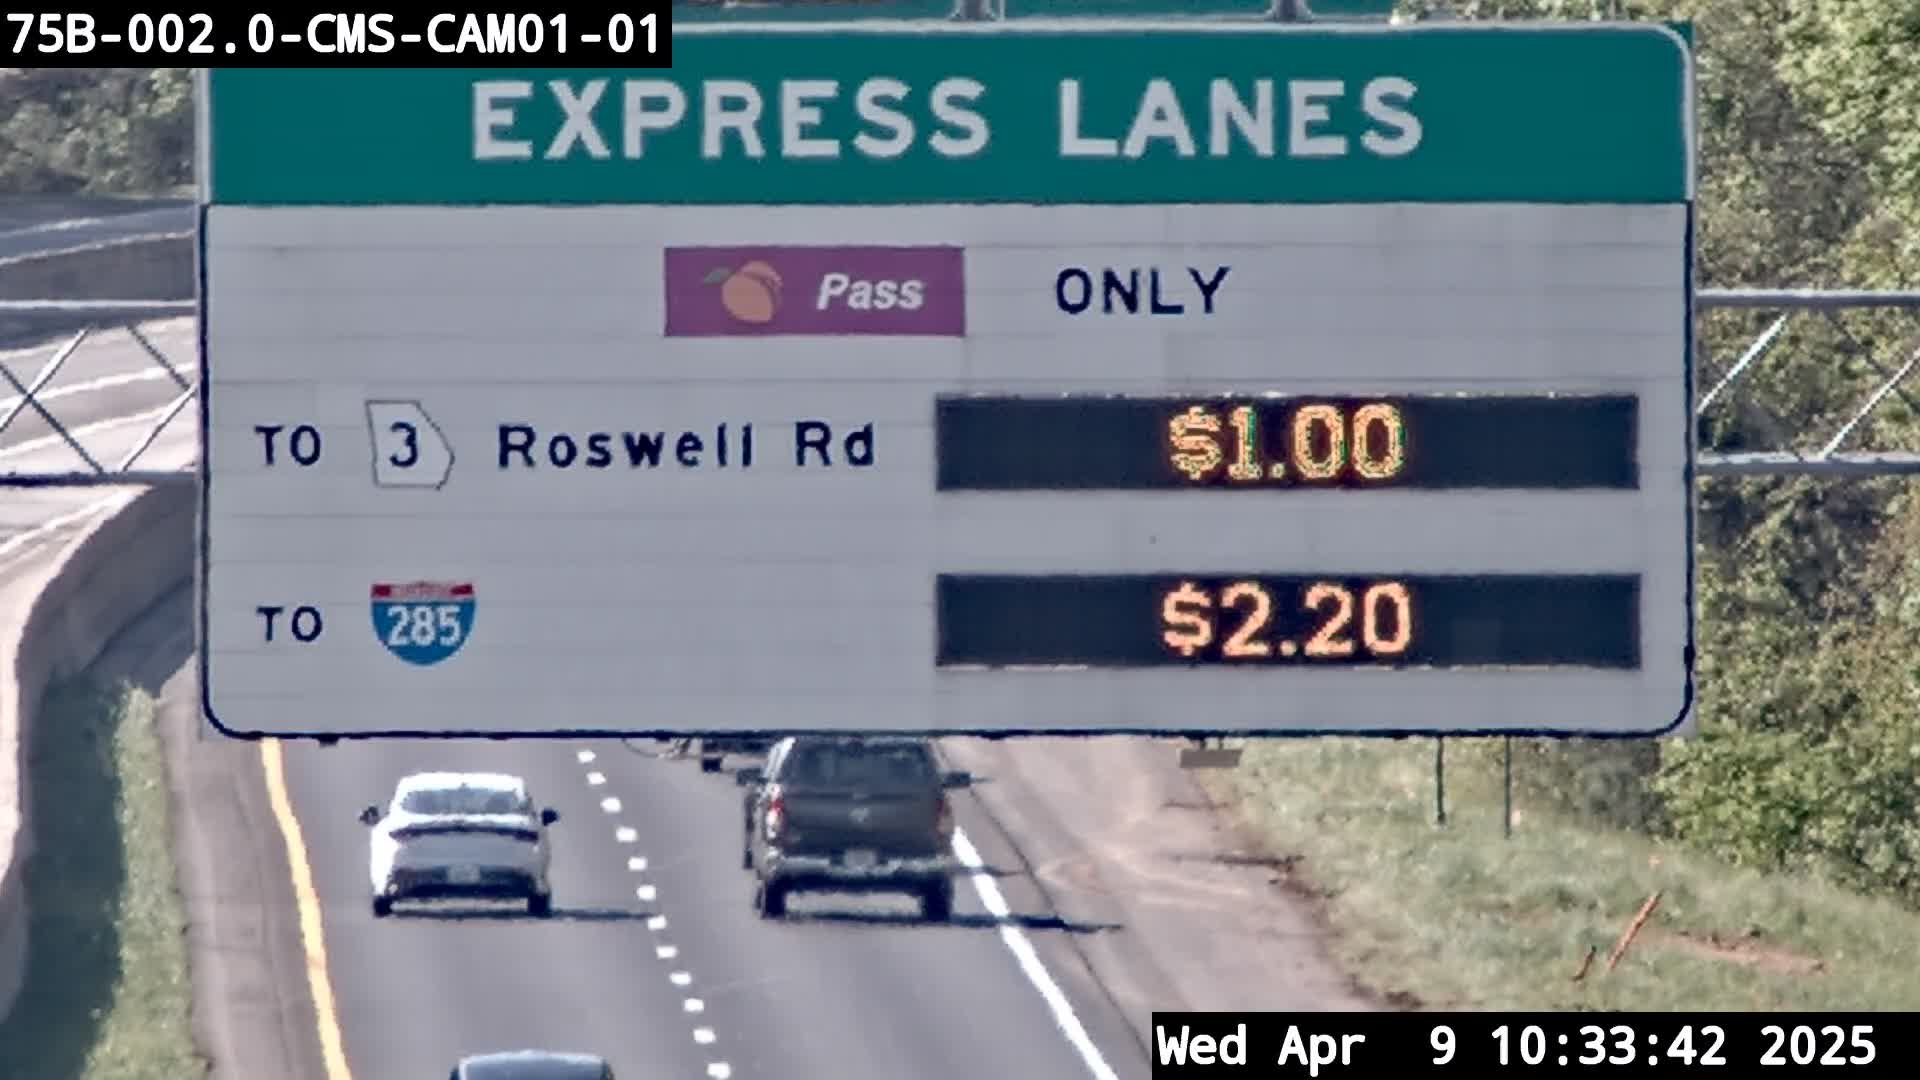 75B-002.0-CMS-CAM01-01
EXPRESS LANES
Pass ONLY
TO 3 Roswell Rd $1.00
TO 285 $2.20
Wed Apr 9 10:33:42 2025